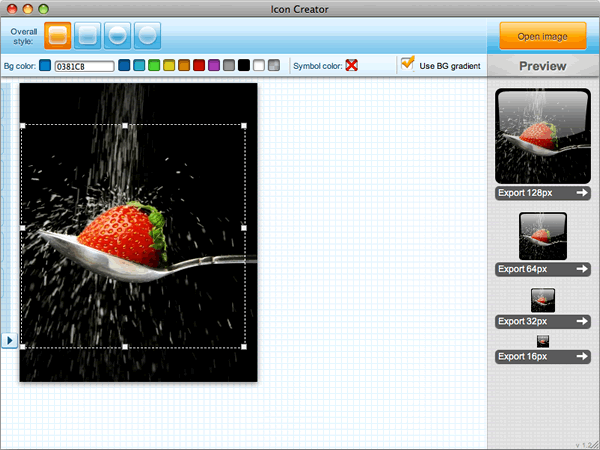 Icon Creator
Overall
style:
Open image
Bg color:
0381CB
Symbol color:
Use BG gradient
Preview
Export 128px
Export 64px
Export 32px
Export 16px
v 1.2